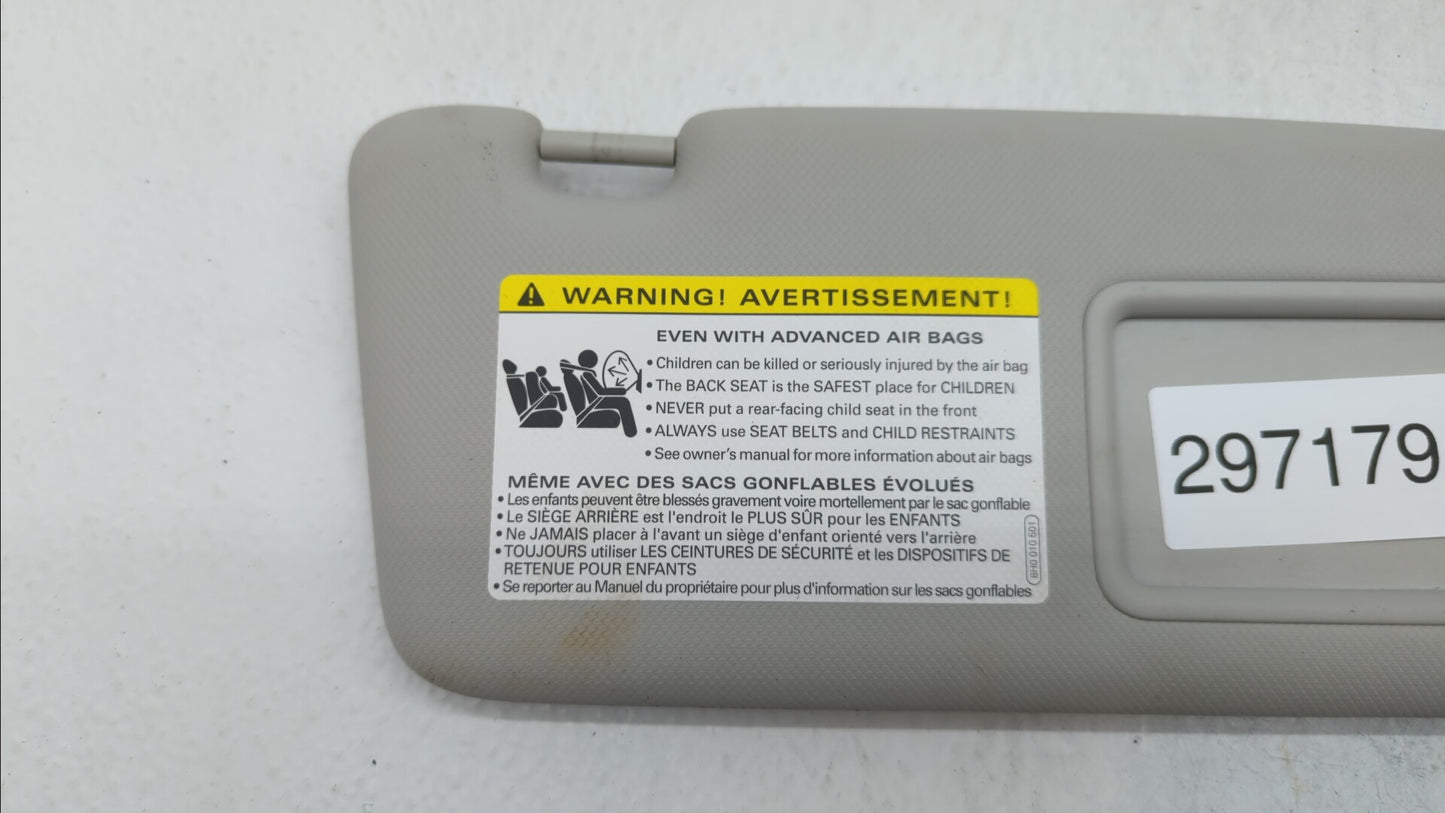 WARNING! AVERTISSEMENT!
EVEN WITH ADVANCED AIR BAGS
• Children can be killed or seriously injured by the air bag
• The BACK SEAT is the SAFEST place for CHILDREN
• NEVER put a rear-facing child seat in the front
• ALWAYS use SEAT BELTS and CHILD RESTRAINTS
• See owner's manual for more information about air bags
MÊME AVEC DES SACS GONFLABLES ÉVOLUÉS
• Les enfants peuvent être blessés gravement voire mortellement par le sac gonflable
• Le SIÈGE ARRIÈRE est l'endroit le PLUS SÛR pour les ENFANTS
• Ne JAMAIS placer à l'avant un siège d'enfant orienté vers l'arrière
• TOUJOURS utiliser LES CEINTURES DE SÉCURITÉ et les DISPOSITIFS DE
RETENUE POUR ENFANTS
• Se reporter au Manuel du propriétaire pour plus d'information sur les sacs gonflables
8H0 010 601
297179